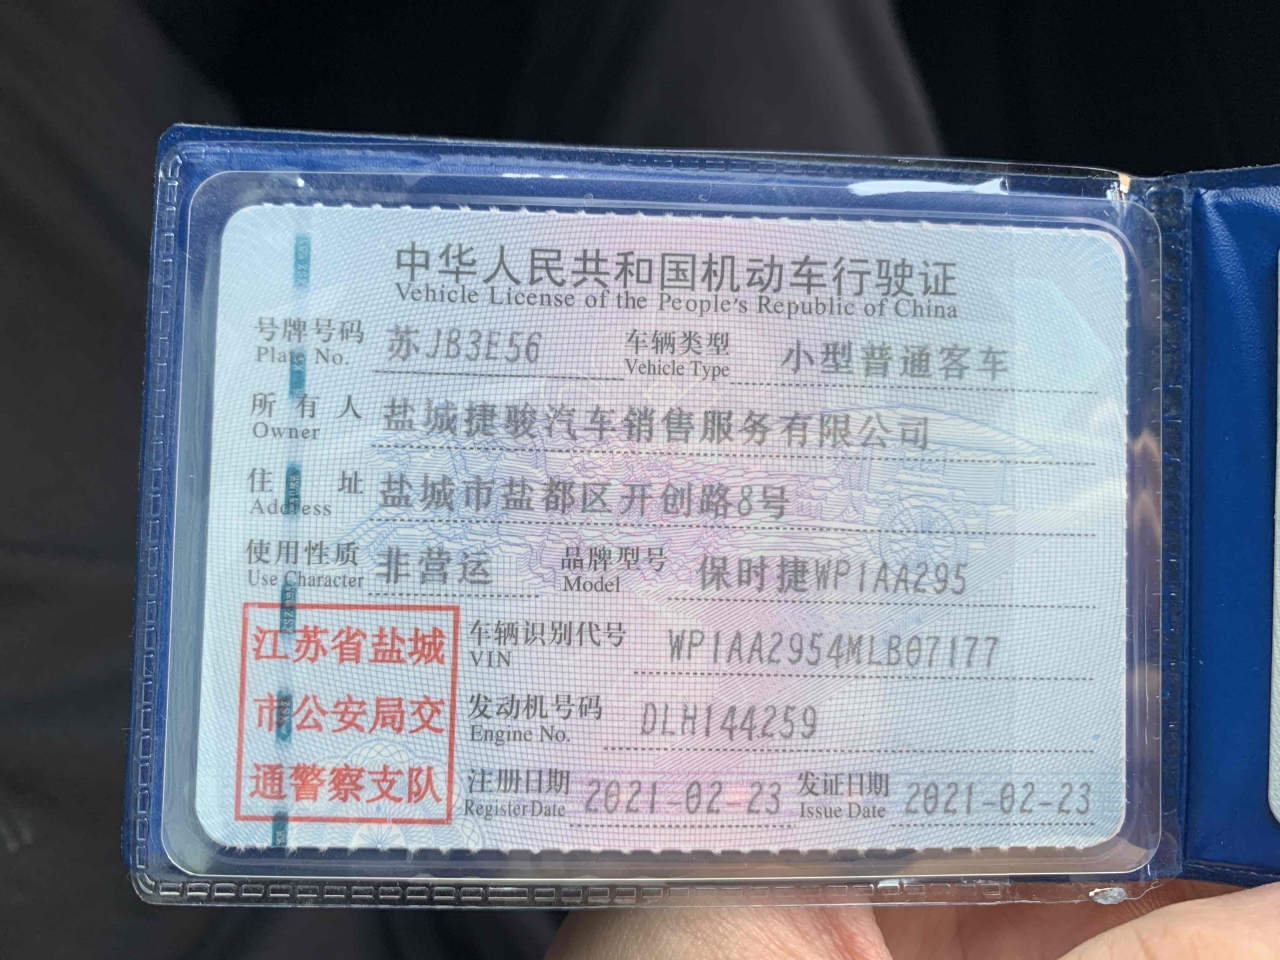 中华人民共和国机动车行驶证
Vehicle License of the People's Republic of China
号牌号码 苏JB3E56 车辆类型 小型普通客车
Plate No. Vehicle Type
所有人 盐城捷骏汽车销售服务有限公司
Owner
住址 盐城市盐都区开创路8号
Address
使用性质 非营运 品牌型号 保时捷WP1AA295
Use Character Model
江苏省盐城
市公安局交
通警察支队
车辆识别代号 WP1AA2954MLB07177
VIN
发动机号码 DLH144259
Engine No.
注册日期 2021-02-23 发证日期 2021-02-23
Register Date Issue Date